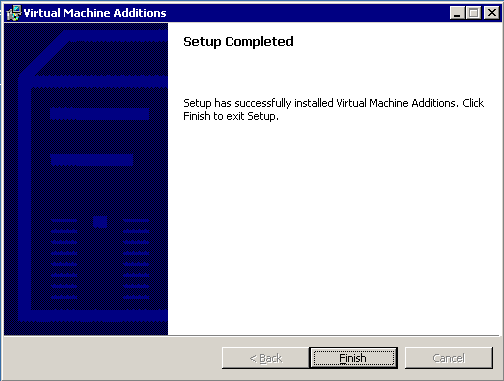 Virtual Machine Additions
Setup Completed
Setup has successfully installed Virtual Machine Additions. Click
Finish to exit Setup.
< Back
Finish
Cancel